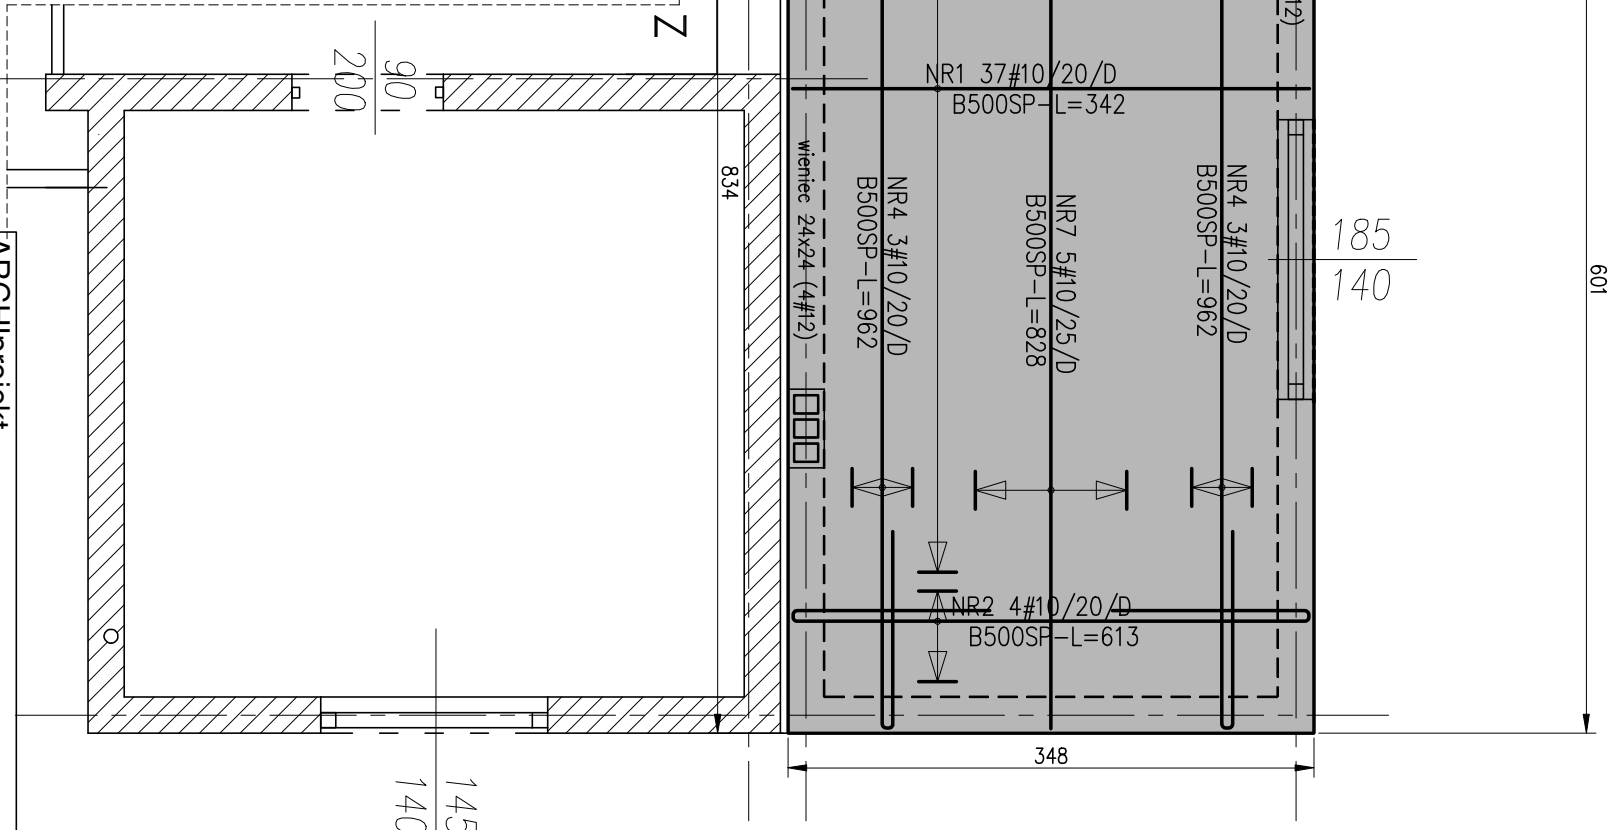 Z
12)
200
90
NR1 37#10/20/D
B500SP-L=342
834
wieniec 24x24 (4#12)
NR4 3#10/20/D
B500SP-L=962
NR7 5#10/25/D
B500SP-L=828
NR4 3#10/20/D
B500SP-L=962
185
140
601
NR2 4#10/20/D
B500SP-L=613
348
145
140